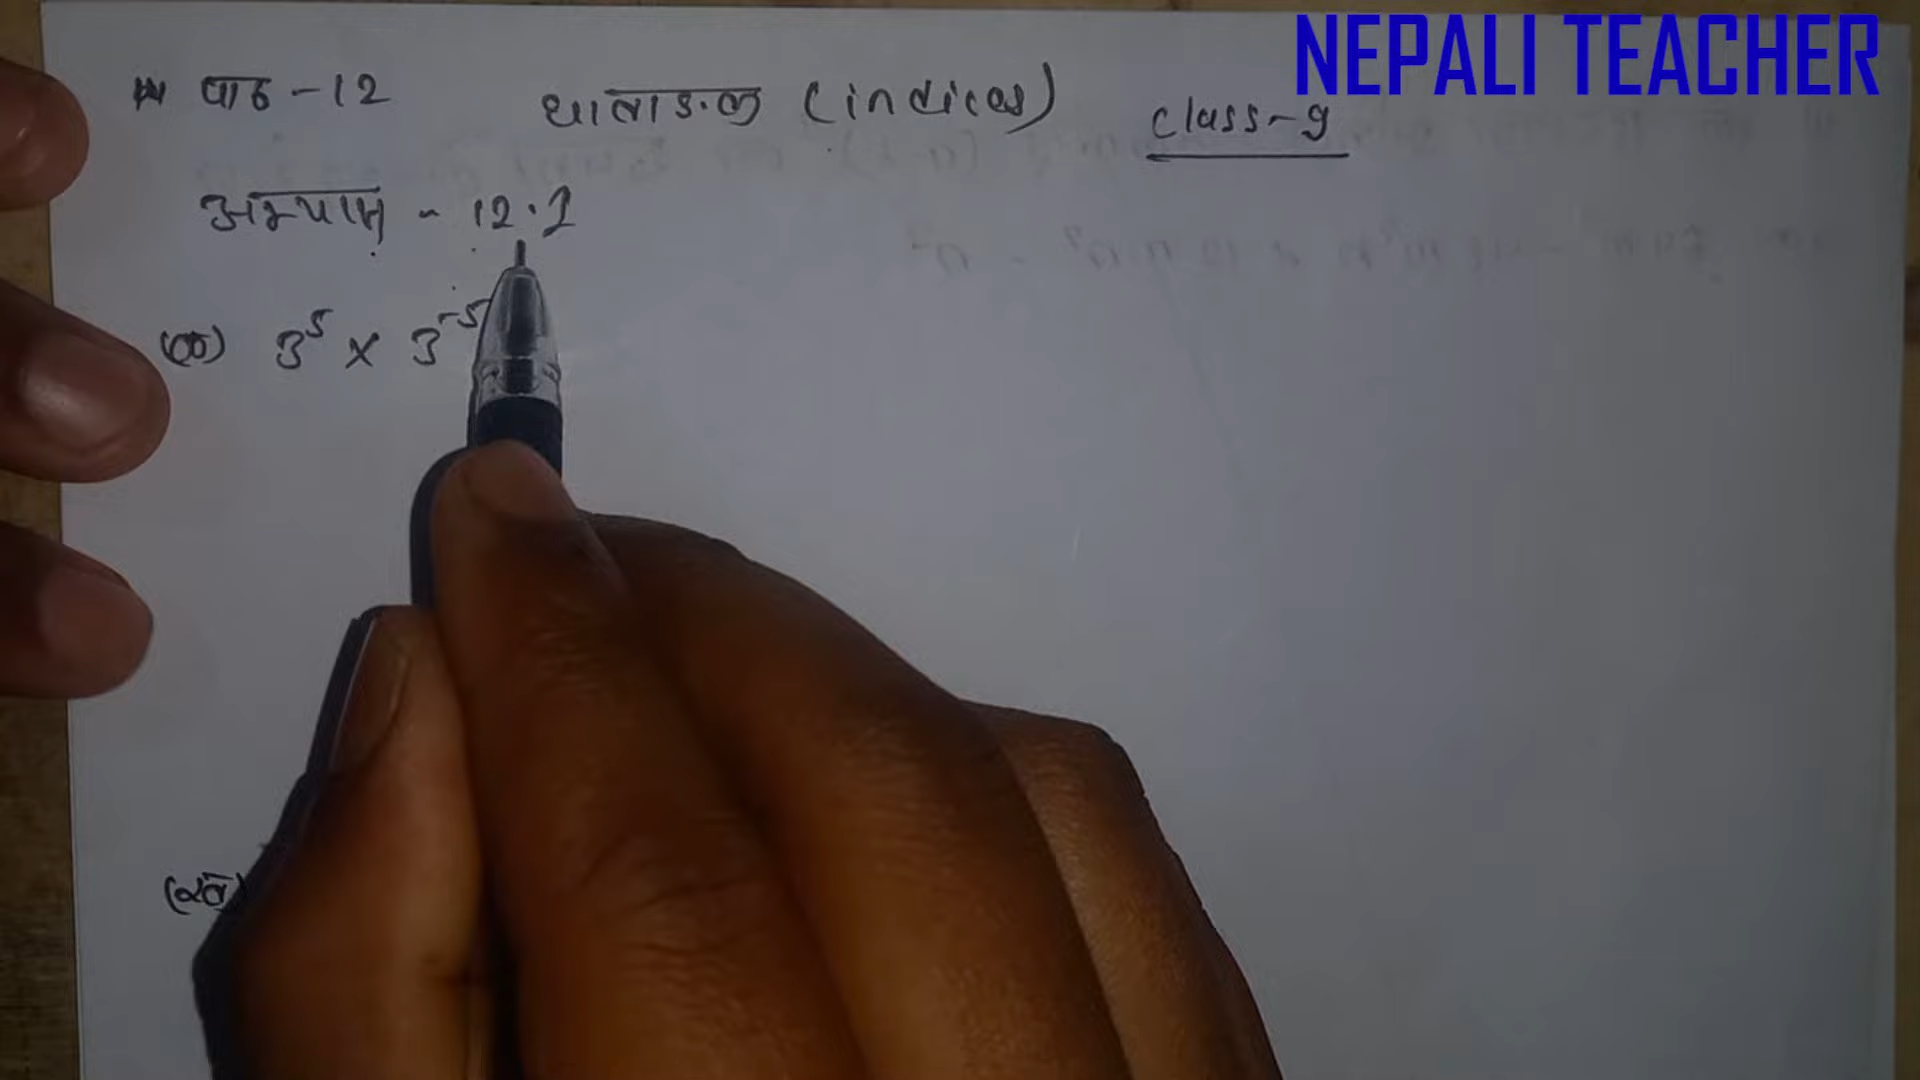 NEPALI TEACHER
पाठ - 12 धाताङ्क (indices) class-9
अभ्यास - 12.1
(क) 3⁵ × 3⁻⁵
(ख)